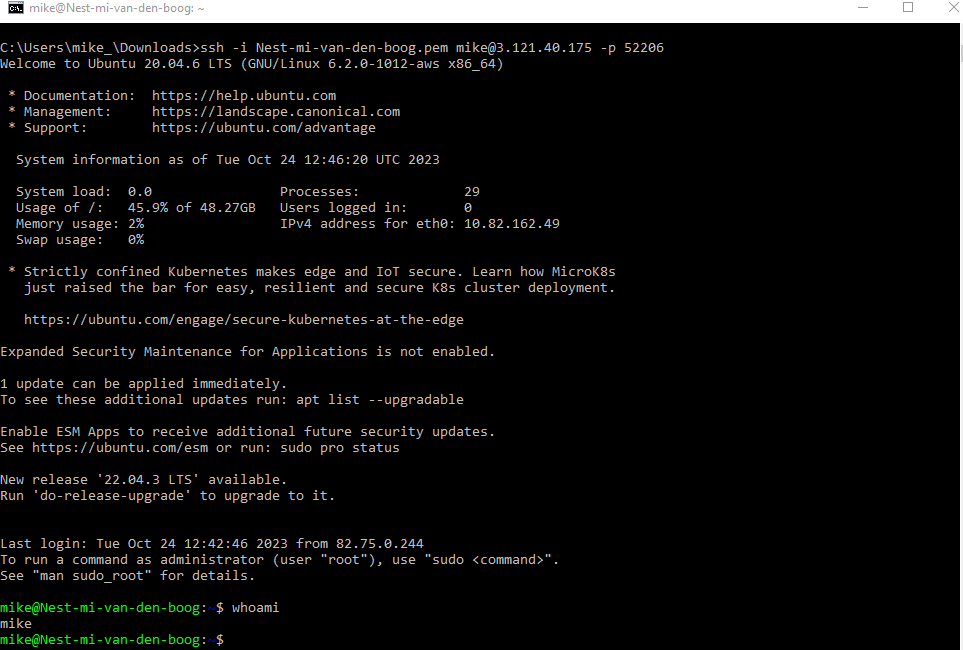 mike@Nest-mi-van-den-boog: ~
C:\Users\mike_\Downloads>ssh -i Nest-mi-van-den-boog.pem mike@3.121.40.175 -p 52206
Welcome to Ubuntu 20.04.6 LTS (GNU/Linux 6.2.0-1012-aws x86_64)
* Documentation:  https://help.ubuntu.com
* Management:     https://landscape.canonical.com
* Support:        https://ubuntu.com/advantage
System information as of Tue Oct 24 12:46:20 UTC 2023
System load:  0.0                Processes:             29
Usage of /:   45.9% of 48.27GB   Users logged in:       0
Memory usage: 2%                 IPv4 address for eth0: 10.82.162.49
Swap usage:   0%
* Strictly confined Kubernetes makes edge and IoT secure. Learn how MicroK8s
just raised the bar for easy, resilient and secure K8s cluster deployment.
https://ubuntu.com/engage/secure-kubernetes-at-the-edge
Expanded Security Maintenance for Applications is not enabled.
1 update can be applied immediately.
To see these additional updates run: apt list --upgradable
Enable ESM Apps to receive additional future security updates.
See https://ubuntu.com/esm or run: sudo pro status
New release '22.04.3 LTS' available.
Run 'do-release-upgrade' to upgrade to it.
Last login: Tue Oct 24 12:42:46 2023 from 82.75.0.244
To run a command as administrator (user "root"), use "sudo <command>".
See "man sudo_root" for details.
mike@Nest-mi-van-den-boog:~$ whoami
mike
mike@Nest-mi-van-den-boog:~$